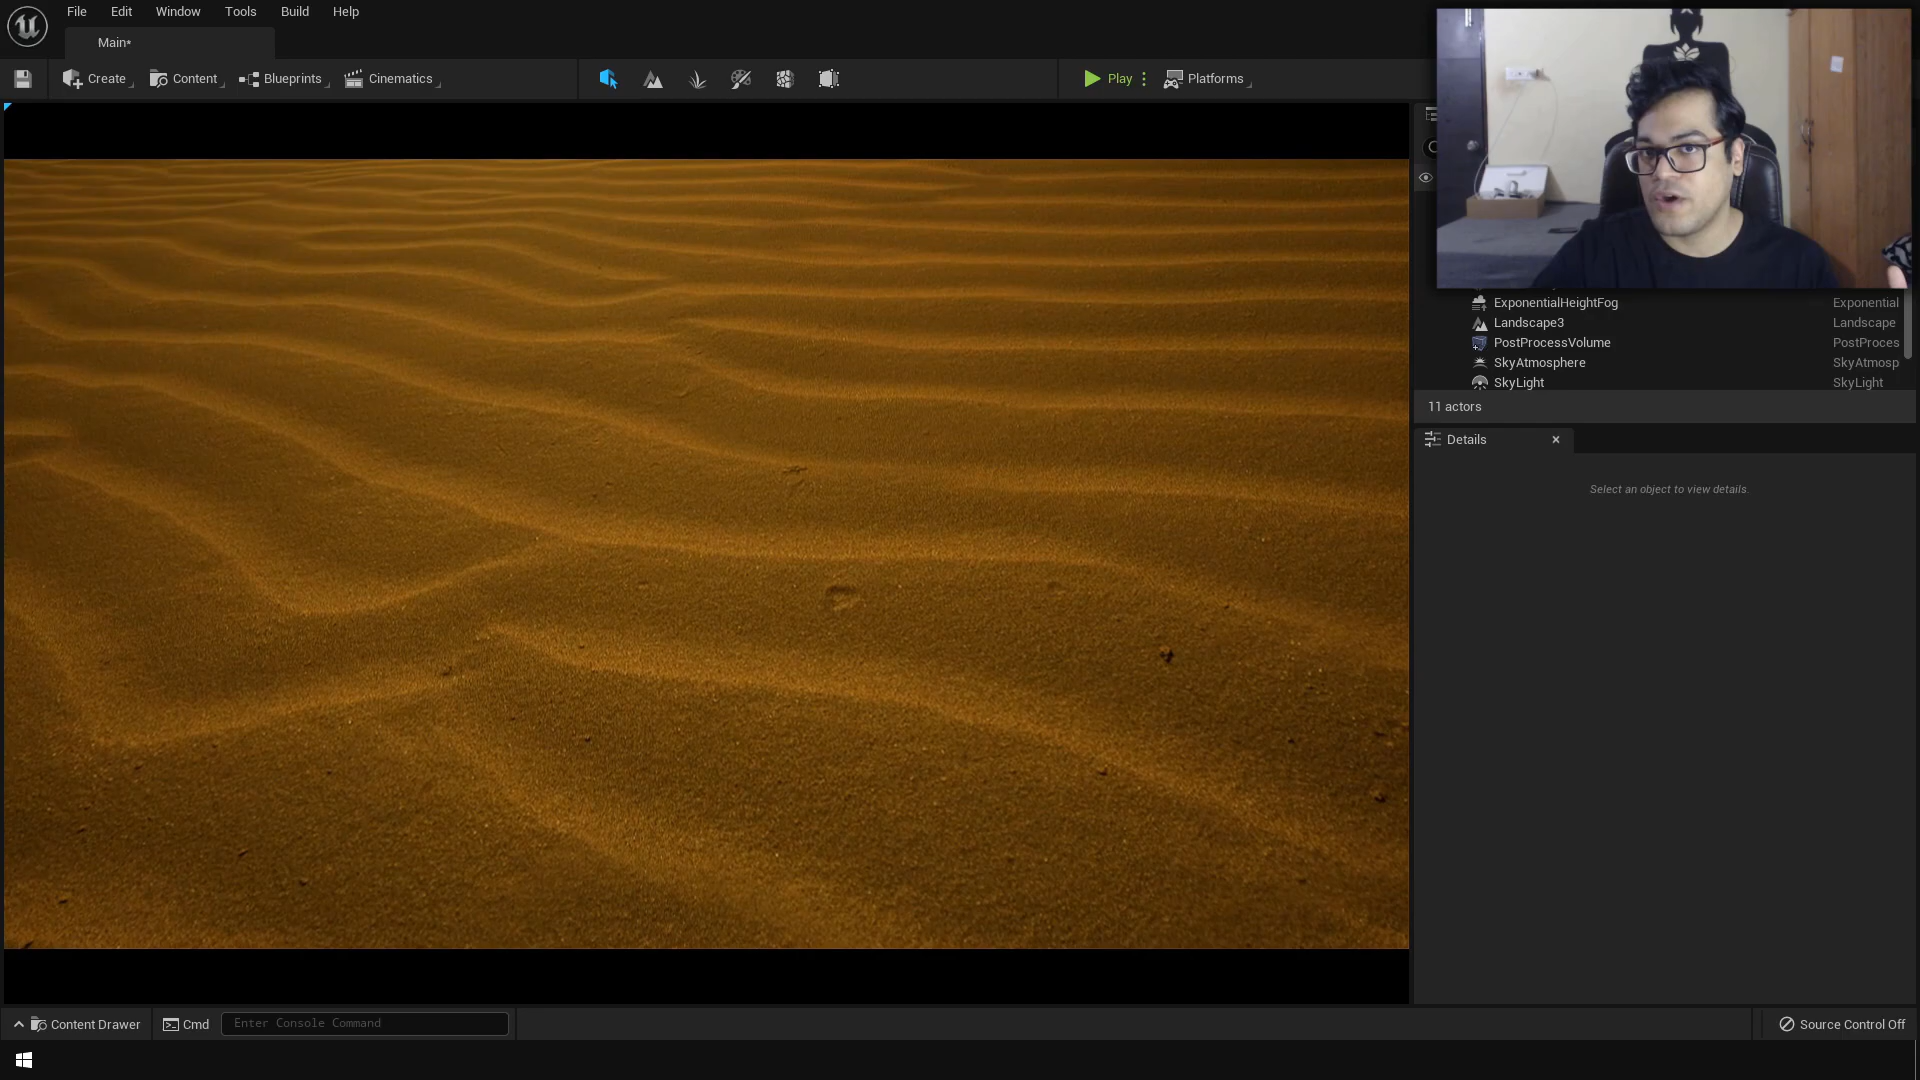 File Edit Window Tools Build Help
Main*
Create Content Blueprints Cinematics Play Platforms
ExponentialHeightFog Exponential
Landscape3 Landscape
PostProcessVolume PostProces
SkyAtmosphere SkyAtmosp
SkyLight SkyLight
11 actors
Details
Select an object to view details.
Content Drawer Cmd Enter Console Command Source Control Off